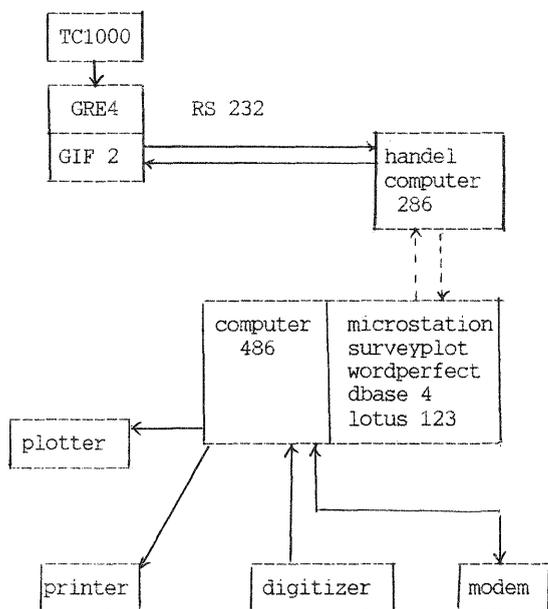 TC1000
GRE4
RS 232
GIF 2
handel
computer
286
computer
486
microstation
surveyplot
wordperfect
dbase 4
lotus 123
plotter
printer
digitizer
modem